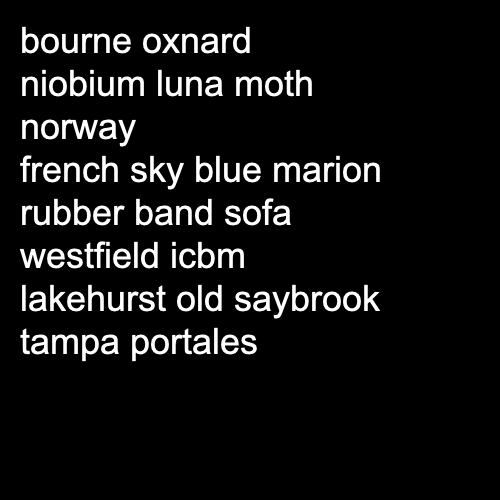 bourne oxnard
niobium luna moth
norway
french sky blue marion
rubber band sofa
westfield icbm
lakehurst old saybrook
tampa portales